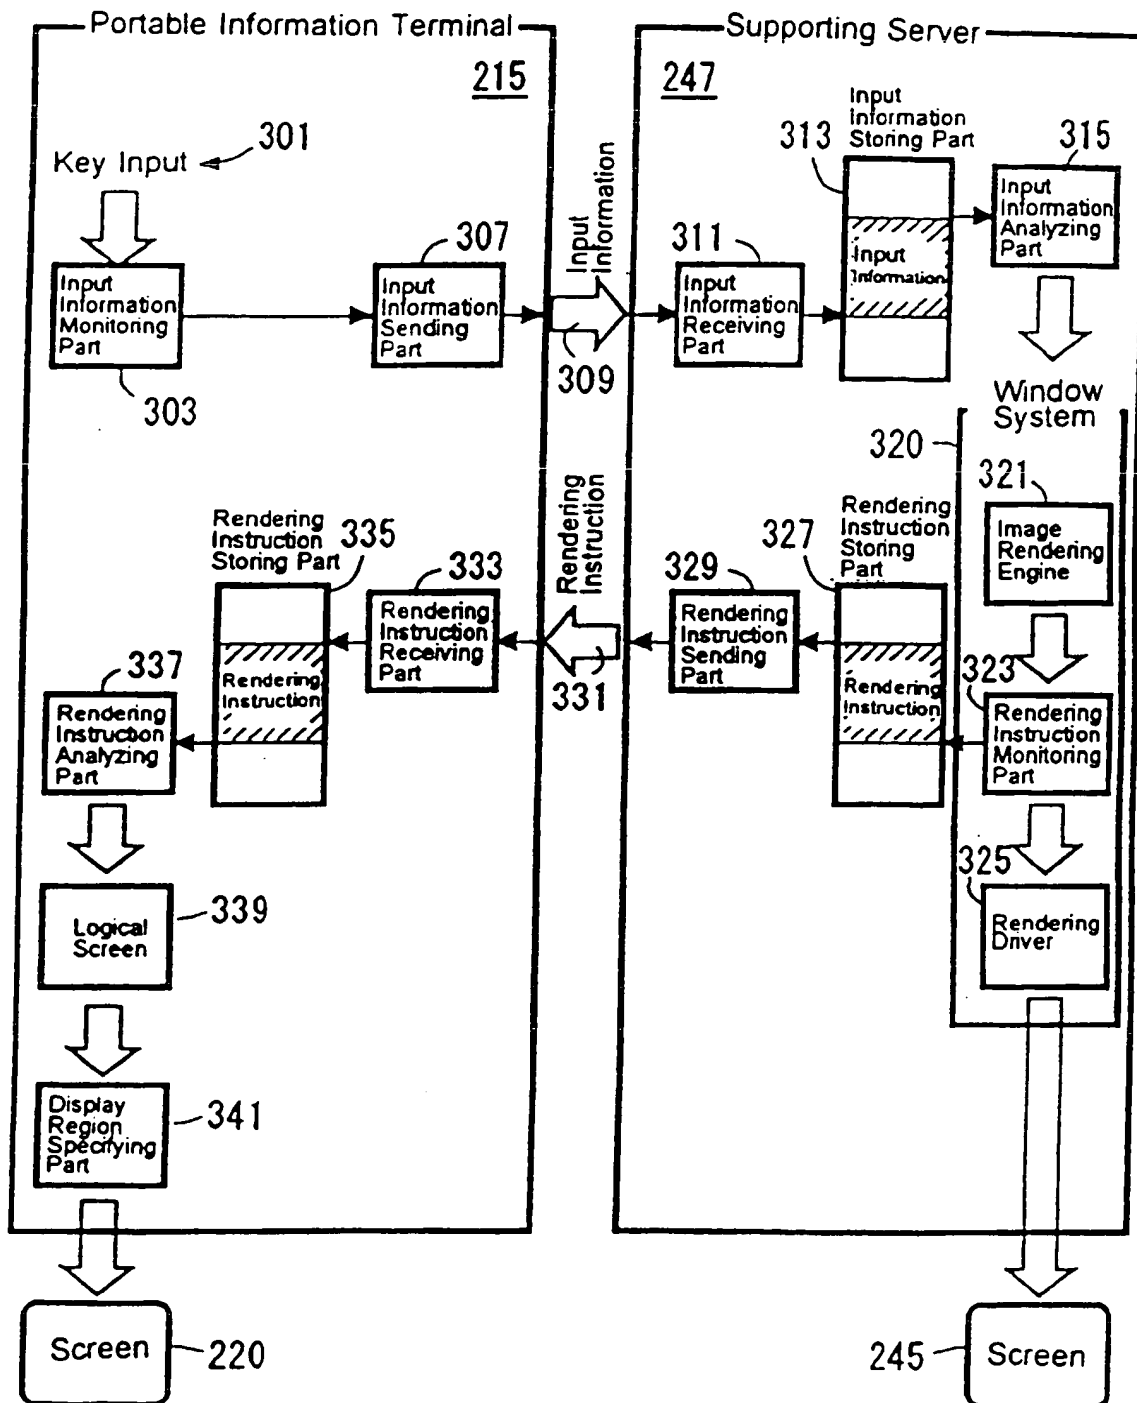 Portable Information Terminal
Supporting Server
215
247
Input
Information
Storing Part
313
315
301
Key Input
307
Input
Information
311
Input
Information
Analyzing
Part
Input
Information
Monitoring
Part
Input
Information
Sending
Part
Input
Information
Receiving
Part
Input
Information
303
309
Window
System
320
321
Rendering
Instruction
Storing Part
335
333
Rendering
Instruction
329
327
Rendering
Instruction
Storing
Part
Image
Rendering
Engine
Rendering
Instruction
Receiving
Part
Rendering
Instruction
Sending
Part
337
Rendering
Instruction
331
Rendering
Instruction
323
Rendering
Instruction
Analyzing
Part
Rendering
Instruction
Monitoring
Part
325
339
Logical
Screen
Rendering
Driver
Display
Region
Specifying
Part
341
Screen
220
245
Screen